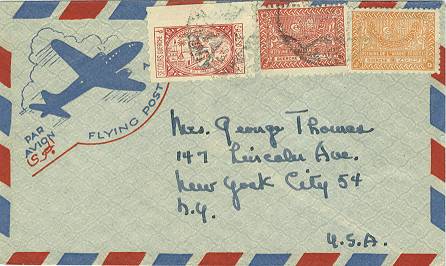 PAR
AVION
FLYING POST
A
Mrs. George Thomas
147 Lincoln Ave.
New York City 54
N.Y.
U.S.A.